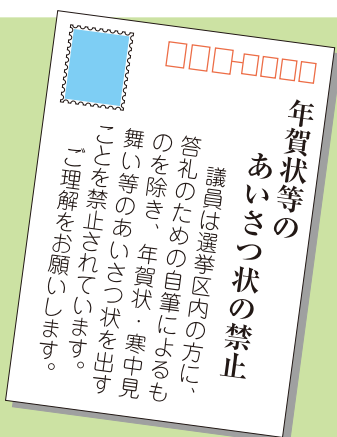 年賀状等の
あいさつ状の禁止
議員は選挙区内の方に、
答礼のための自筆によるも
のを除き、年賀状・寒中見
舞い等のあいさつ状を出す
ことを禁止されています。
ご理解をお願いします。